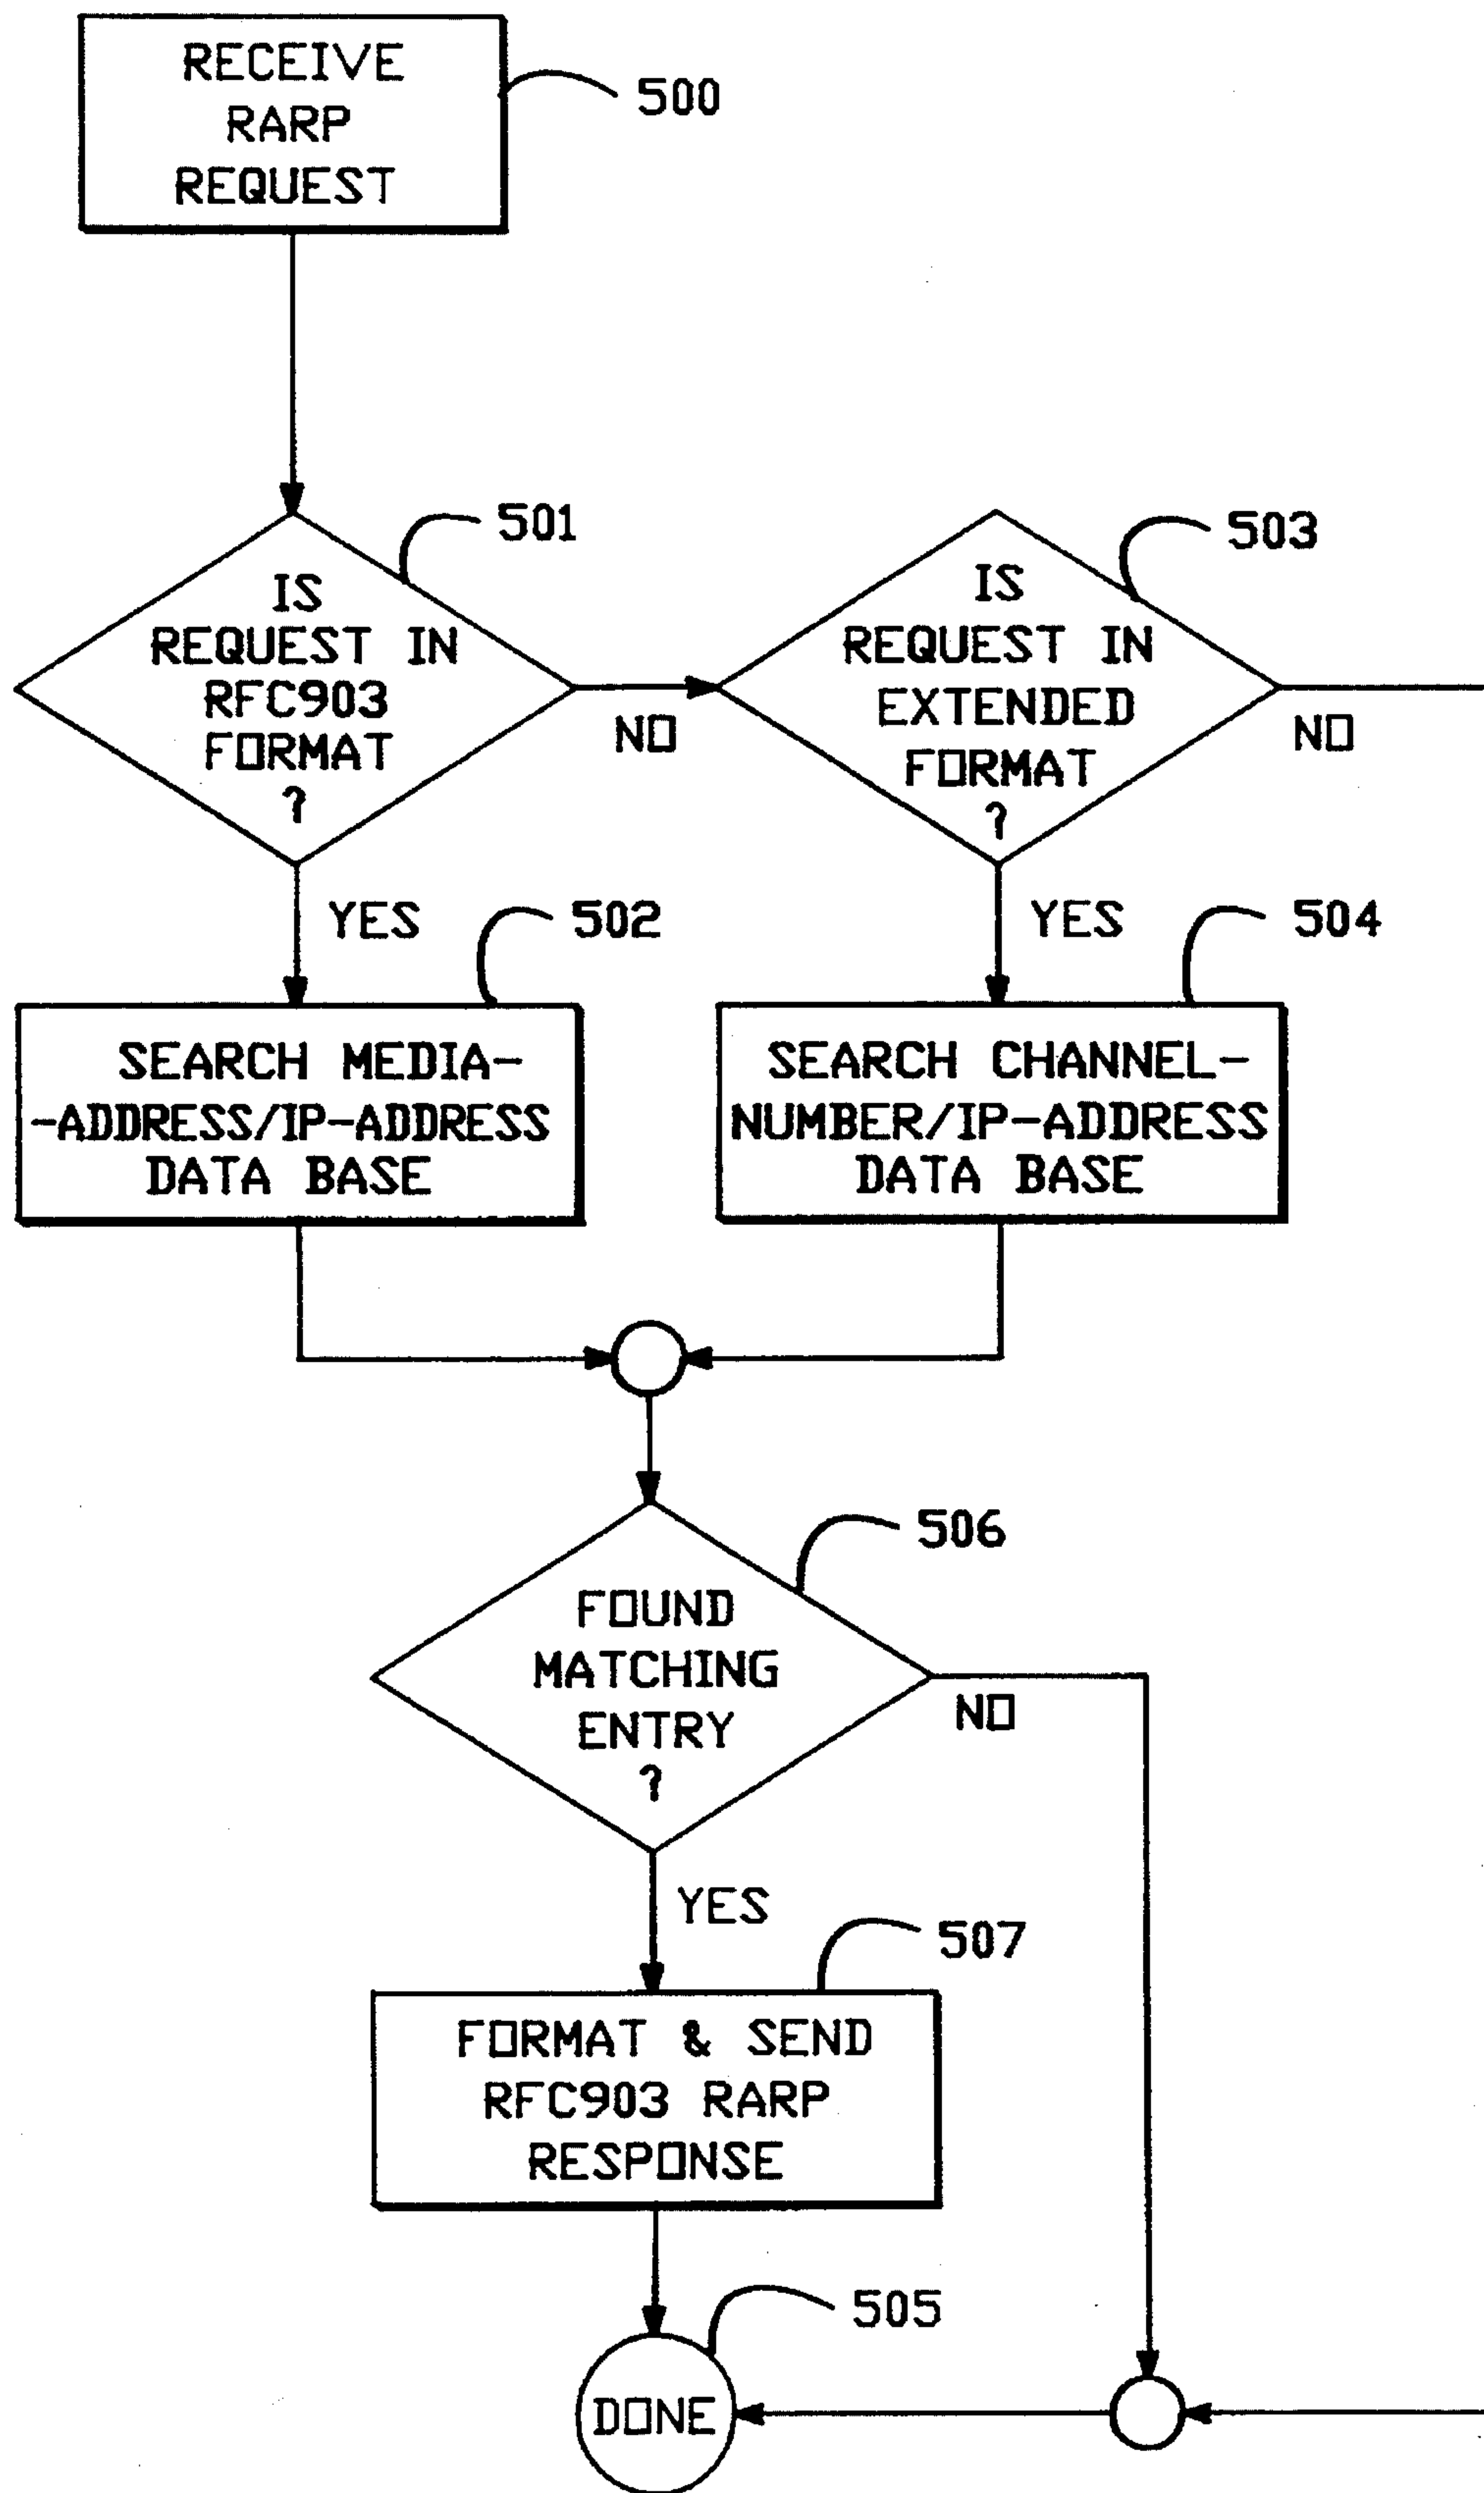 RECEIVE
RARP
REQUEST
500
501
IS
REQUEST IN
RFC903
FORMAT
?
NO
503
IS
REQUEST IN
EXTENDED
FORMAT
?
NO
YES
502
SEARCH MEDIA-
-ADDRESS/IP-ADDRESS
DATA BASE
YES
504
SEARCH CHANNEL-
NUMBER/IP-ADDRESS
DATA BASE
506
FOUND
MATCHING
ENTRY
?
NO
YES
507
FORMAT & SEND
RFC903 RARP
RESPONSE
505
DONE